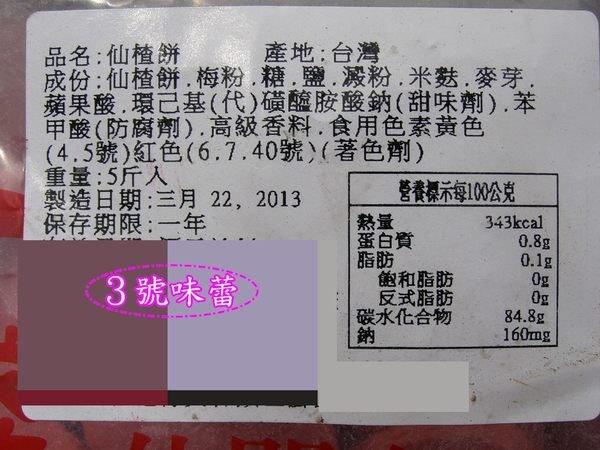 品名:仙楂餅 產地:台灣
成份:仙楂餅.梅粉.糖.鹽.澱粉.米麩.麥芽.
蘋果酸.環己基(代)磺醯胺酸鈉(甜味劑).苯
甲酸(防腐劑).高級香料.食用色素黃色
(4.5號)紅色(6.7.40號)(著色劑)
重量:5斤入
製造日期:三月 22, 2013
保存期限:一年
營養標示每100公克
熱量 343kcal
蛋白質 0.8g
脂肪 0.1g
飽和脂肪 0g
反式脂肪 0g
碳水化合物 84.8g
鈉 160mg
3號味蕾